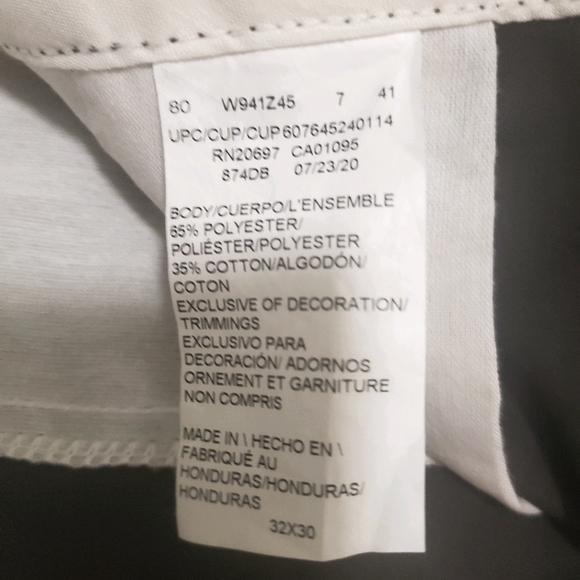 80 W941Z45 7 41
UPC/CUP/CUP 607645240114
RN20697 CA01095
874DB 07/23/20
BODY/CUERPO/L'ENSEMBLE
65% POLYESTER/
POLIÉSTER/POLYESTER
35% COTTON/ALGODÓN/
COTON
EXCLUSIVE OF DECORATION/
TRIMMINGS
EXCLUSIVO PARA
DECORACIÓN/ ADORNOS
ORNEMENT ET GARNITURE
NON COMPRIS
MADE IN \ HECHO EN \
FABRIQUÉ AU
HONDURAS/HONDURAS/
HONDURAS
32X30